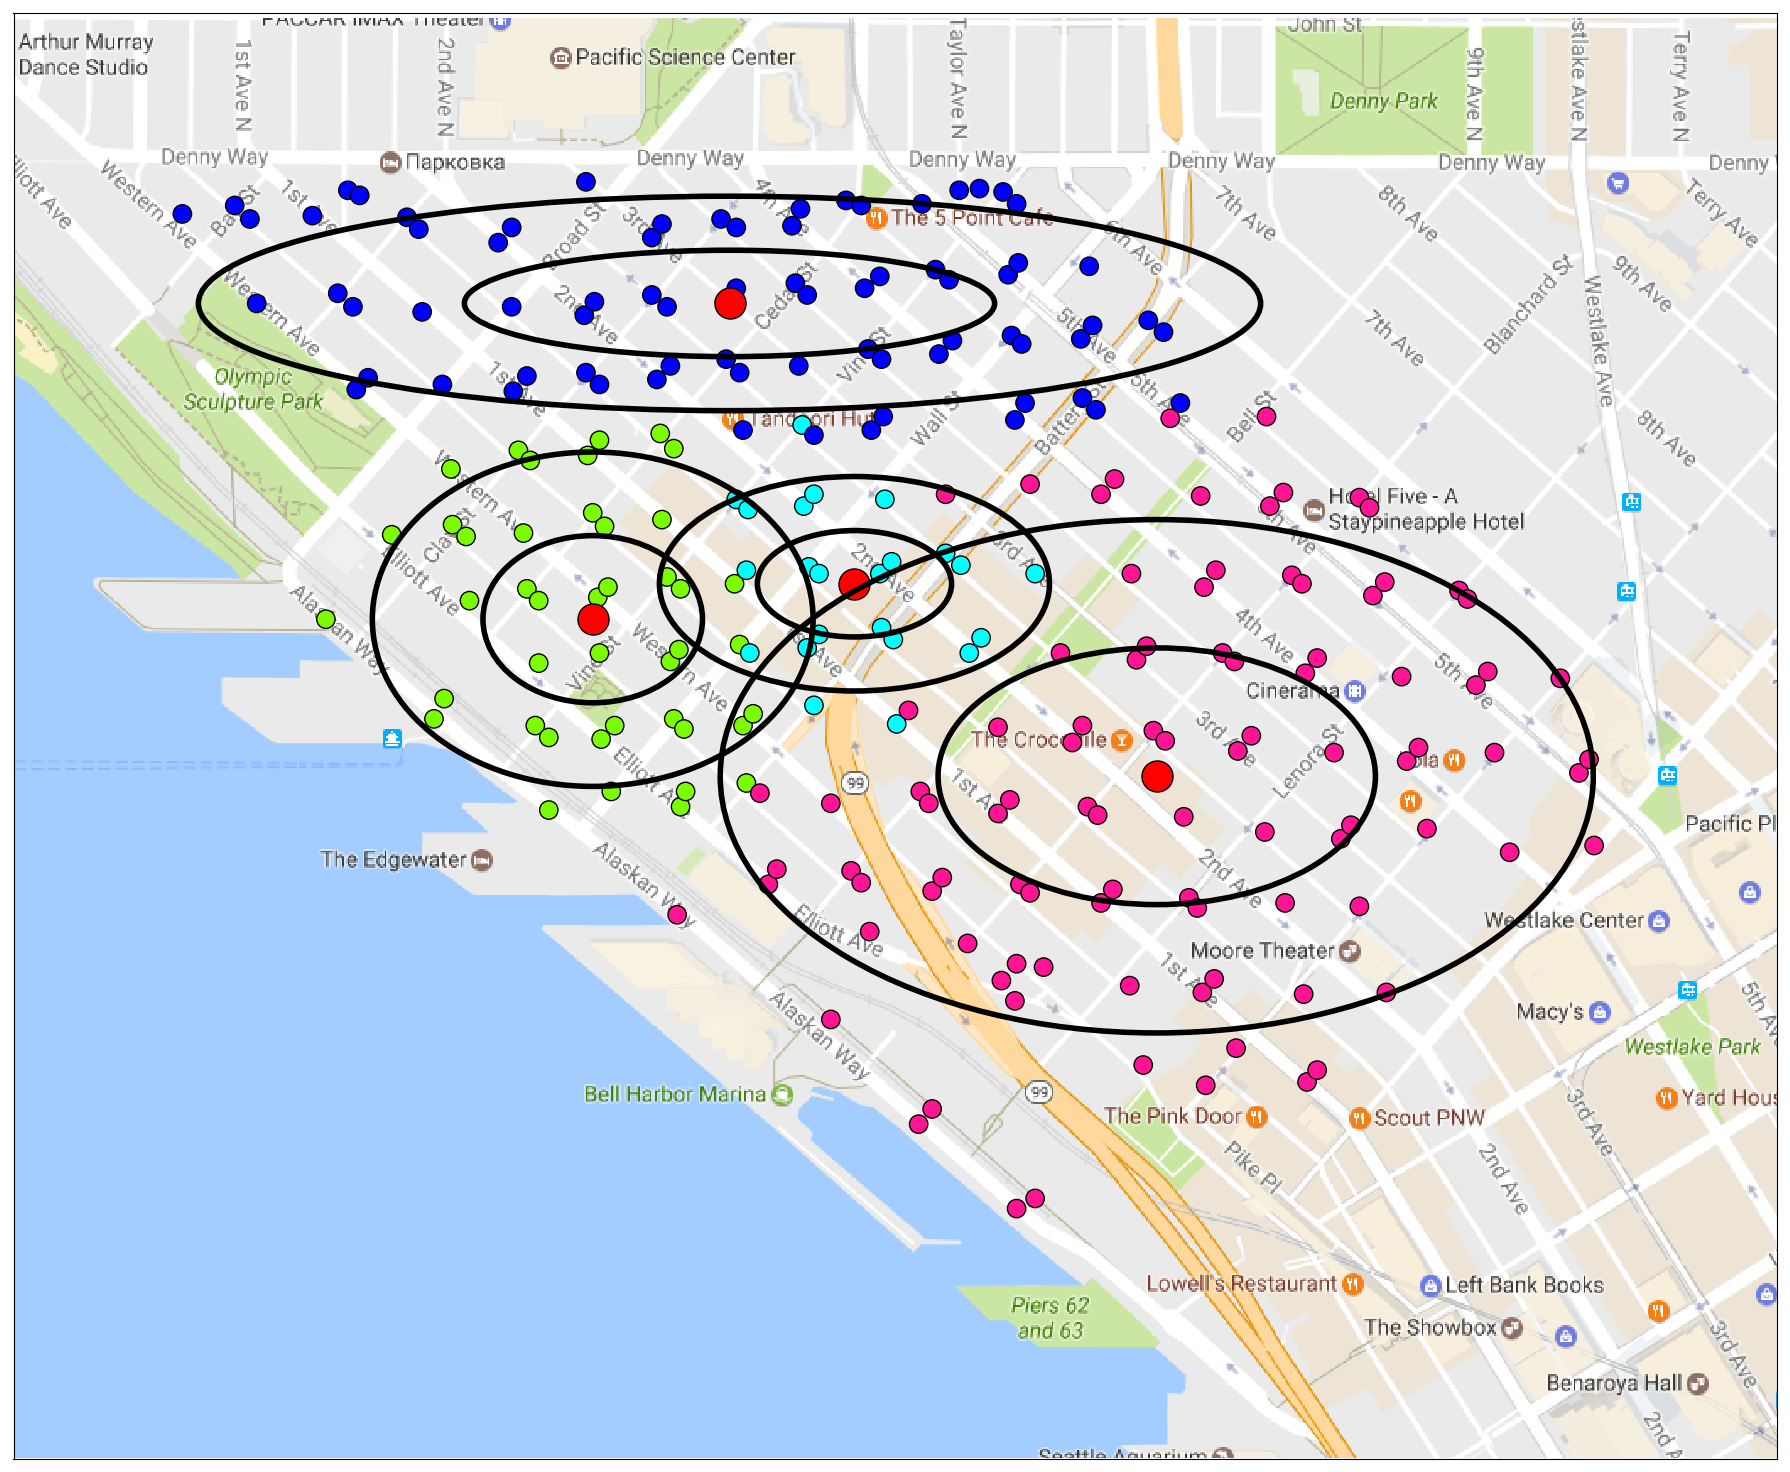 PACCAR IMAX Theater
John St
Arthur Murray
Dance Studio
1st Ave N
2nd Ave N
Pacific Science Center
Taylor Ave N
Denny Park
9th Ave N
Westlake Ave N
Terry Ave N
Denny Way
Парковка
Denny Way
Denny Way
Denny Way
Denny Way
Denny
Elliott Ave
Western Ave
1st Ave
Broad St
3rd Ave
4th Ave
The 5 Point Cafe
6th Ave
7th Ave
8th Ave
Terry Ave
9th Ave
Blanchard St
Westlake Ave
Western Ave
2nd Ave
Cedar St
5th Ave
7th Ave
Olympic
Sculpture Park
1st Ave
Vine St
Wall St
Battery St
5th Ave
Bell St
8th Ave
Tandoori Hut
Western Ave
Clay St
Elliott Ave
Hotel Five - A
Staypineapple Hotel
6th Ave
2nd Ave
3rd Ave
Alaskan Way
Vine St
Western Ave
1st Ave
4th Ave
5th Ave
Cinerama
The Crocodile
3rd Ave
Lenora St
Lola
Elliott Ave
99
1st Ave
Pacific Pl
The Edgewater
Alaskan Way
2nd Ave
Elliott Ave
Westlake Center
Moore Theater
1st Ave
Macy's
5th Ave
Alaskan Way
Westlake Park
Bell Harbor Marina
99
The Pink Door
Scout PNW
Yard Hous
3rd Ave
Pike Pl
2nd Ave
Lowell's Restaurant
Left Bank Books
Piers 62
and 63
The Showbox
3rd Ave
Benaroya Hall
2nd A
Seattle Aquarium